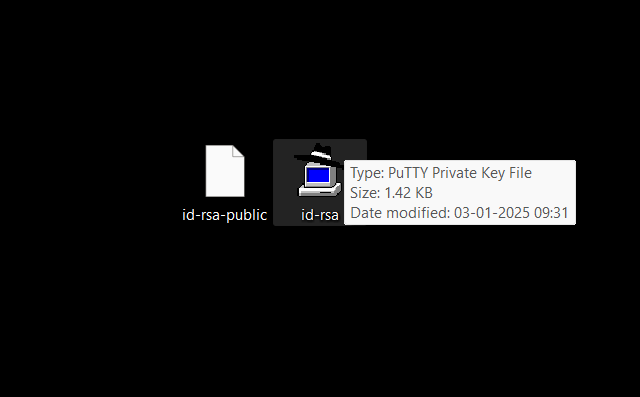 id-rsa-public
id-rsa
Type: PuTTY Private Key File
Size: 1.42 KB
Date modified: 03-01-2025 09:31